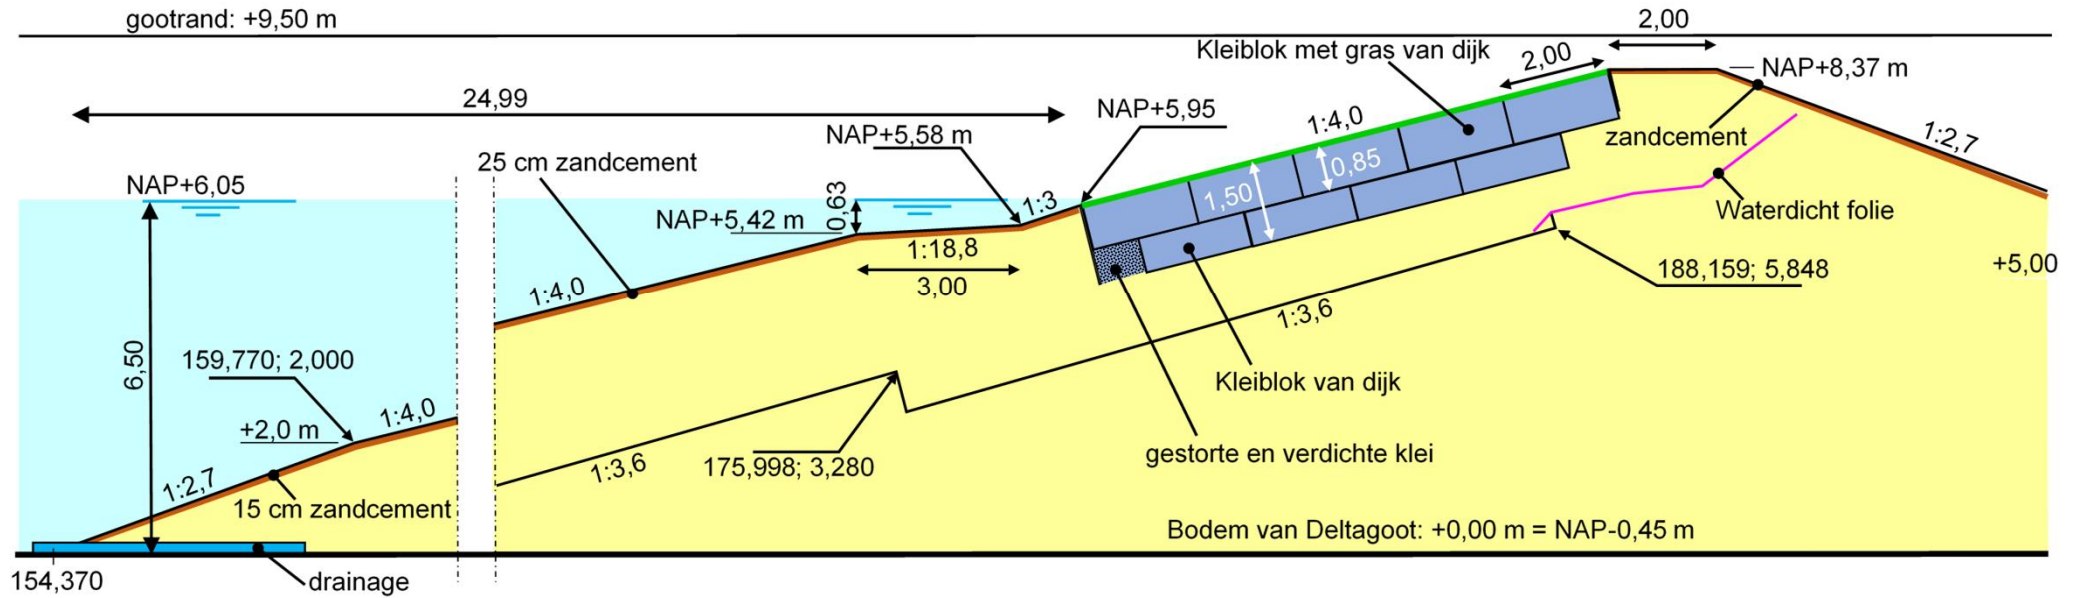 gootrand: +9,50 m
2,00
Kleiblok met gras van dijk
2,00
NAP+8,37 m
24,99
NAP+5,95
1:4,0
zandcement
1:2,7
NAP+5,58 m
25 cm zandcement
NAP+6,05
0,63
1:3
1,50
0,85
NAP+5,42 m
Waterdicht folie
1:18,8
3,00
1:4,0
188,159; 5,848
+5,00
6,50
159,770; 2,000
1:3,6
+2,0 m
1:4,0
Kleiblok van dijk
1:2,7
175,998; 3,280
1:3,6
gestorte en verdichte klei
15 cm zandcement
Bodem van Deltagoot: +0,00 m = NAP-0,45 m
154,370
drainage